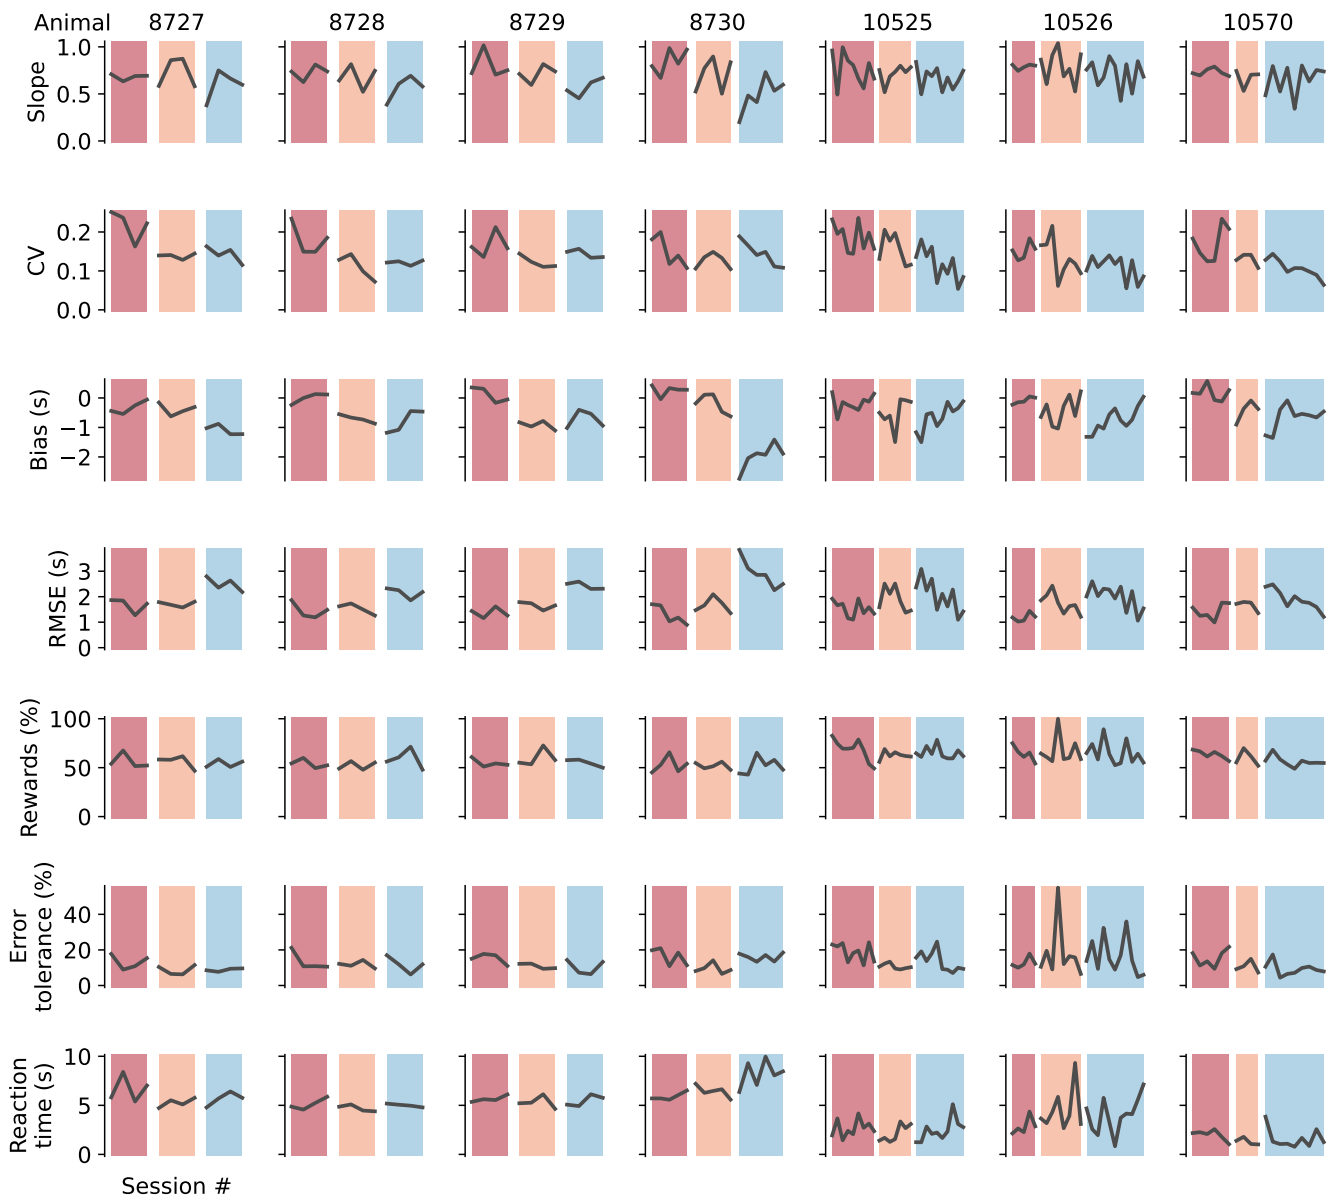 Animal 8727 8728 8729 8730 10525 10526 10570
Slope
1.0
0.5
0.0
CV
0.2
0.1
0.0
Bias (s)
0
−1
−2
RMSE (s)
3
2
1
0
Rewards (%)
100
50
0
Error
tolerance (%)
40
20
0
Reaction
time (s)
10
5
0
Session #